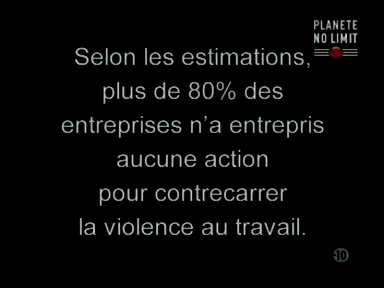 PLANETE
NO LIMIT
Selon les estimations,
plus de 80% des
entreprises n'a entrepris
aucune action
pour contrecarrer
la violence au travail.
-10